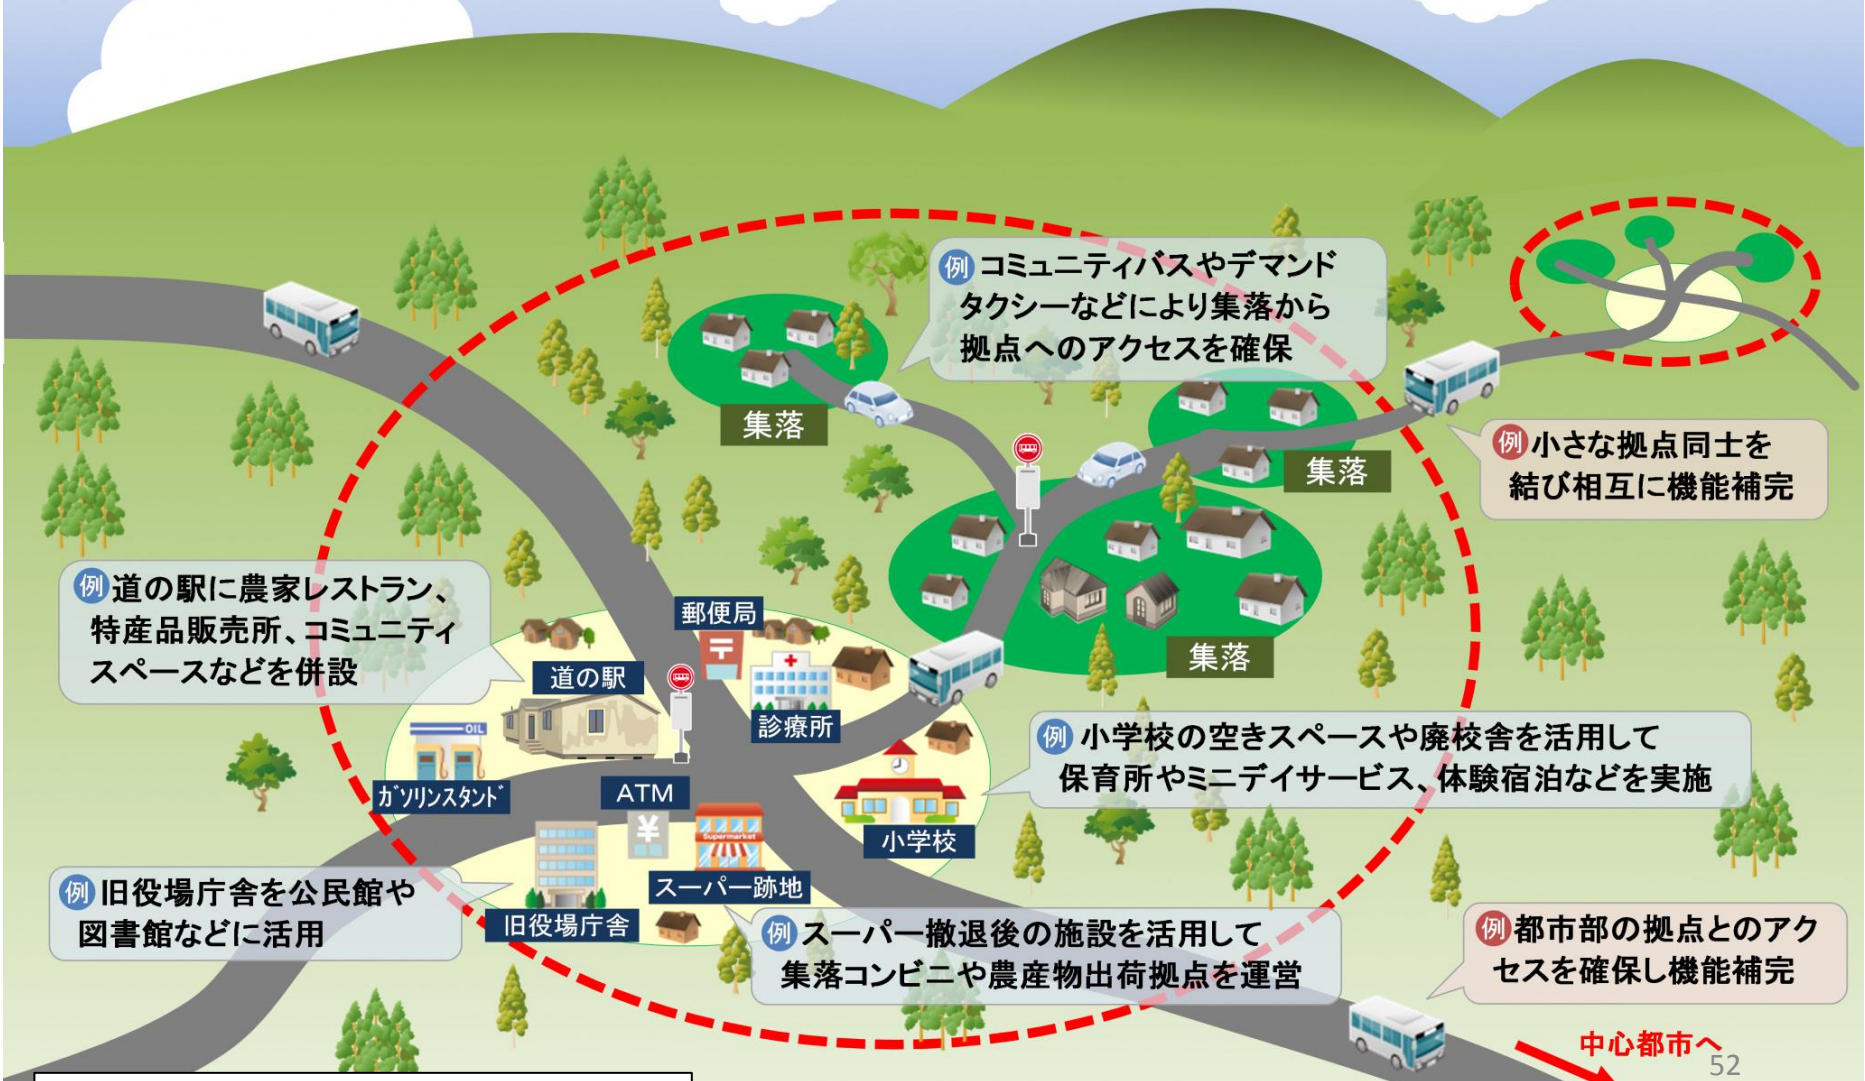 例 コミュニティバスやデマンド
タクシーなどにより集落から
拠点へのアクセスを確保
集落
集落
集落
例 小さな拠点同士を
結び相互に機能補完
例 道の駅に農家レストラン、
特産品販売所、コミュニティ
スペースなどを併設
郵便局
道の駅
診療所
OIL
ガソリンスタンド
ATM
¥
Supermarket
小学校
例 小学校の空きスペースや廃校舎を活用して
保育所やミニデイサービス、体験宿泊などを実施
スーパー跡地
旧役場庁舎
例 旧役場庁舎を公民館や
図書館などに活用
例 スーパー撤退後の施設を活用して
集落コンビニや農産物出荷拠点を運営
例 都市部の拠点とのアク
セスを確保し機能補完
中心都市へ
52